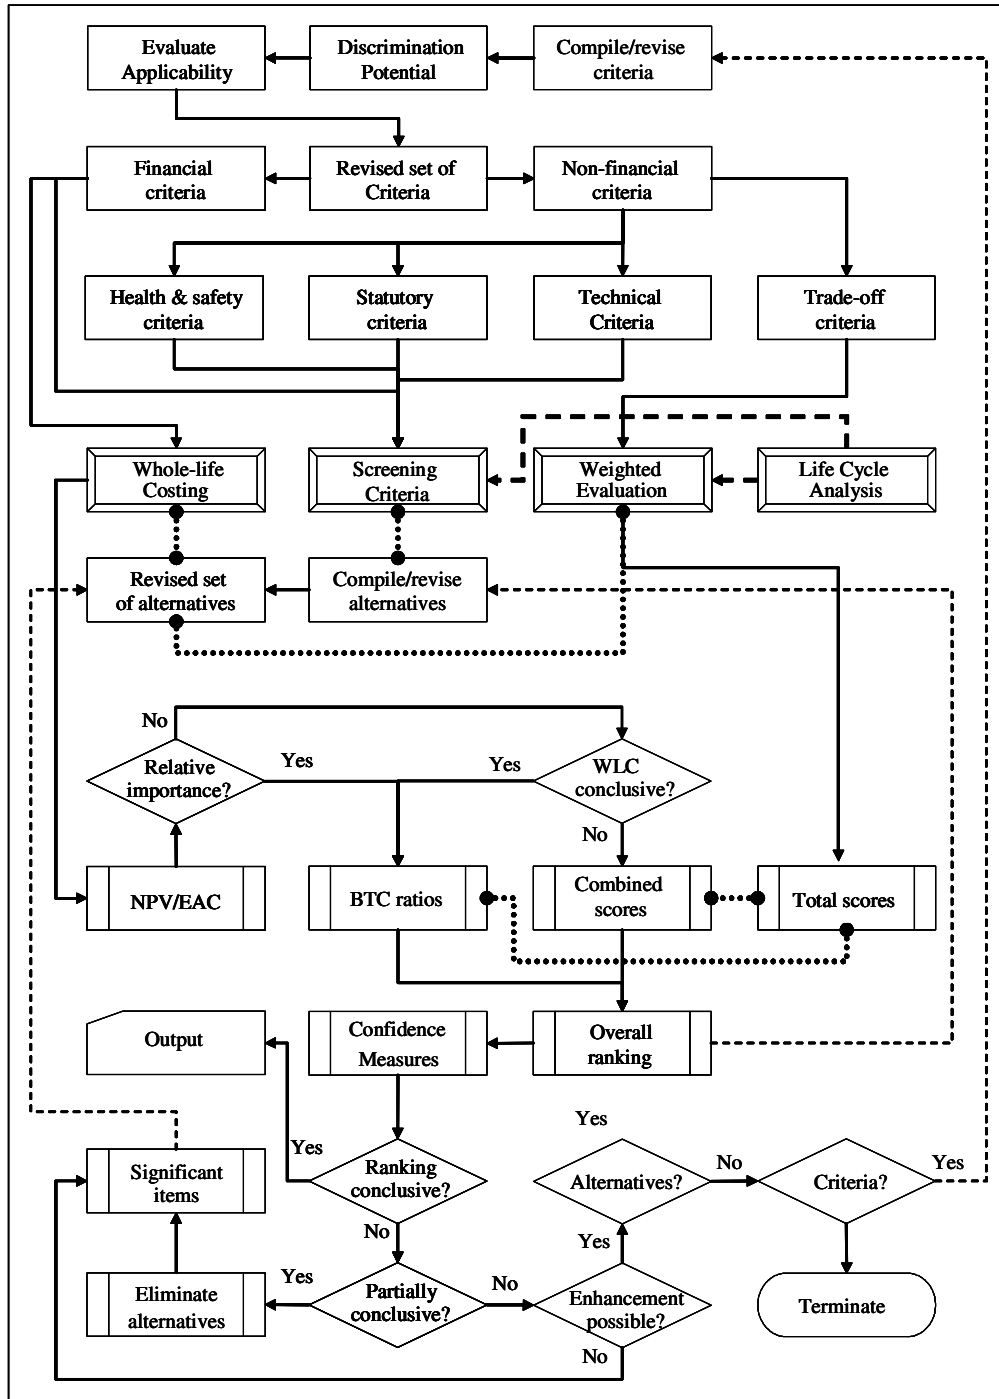 Evaluate
Applicability
Discrimination
Potential
Compile/revise
criteria
Financial
criteria
Revised set of
Criteria
Non-financial
criteria
Health & safety
criteria
Statutory
criteria
Technical
Criteria
Trade-off
criteria
Whole-life
Costing
Screening
Criteria
Weighted
Evaluation
Life Cycle
Analysis
Revised set
of alternatives
Compile/revise
alternatives
No
Relative
importance?
Yes
Yes
WLC
conclusive?
No
NPV/EAC
BTC ratios
Combined
scores
Total scores
Output
Confidence
Measures
Overall
ranking
Yes
Yes
Significant
items
Ranking
conclusive?
Alternatives?
No
Criteria?
Yes
No
Yes
Eliminate
alternatives
Yes
Partially
conclusive?
No
Enhancement
possible?
No
Terminate